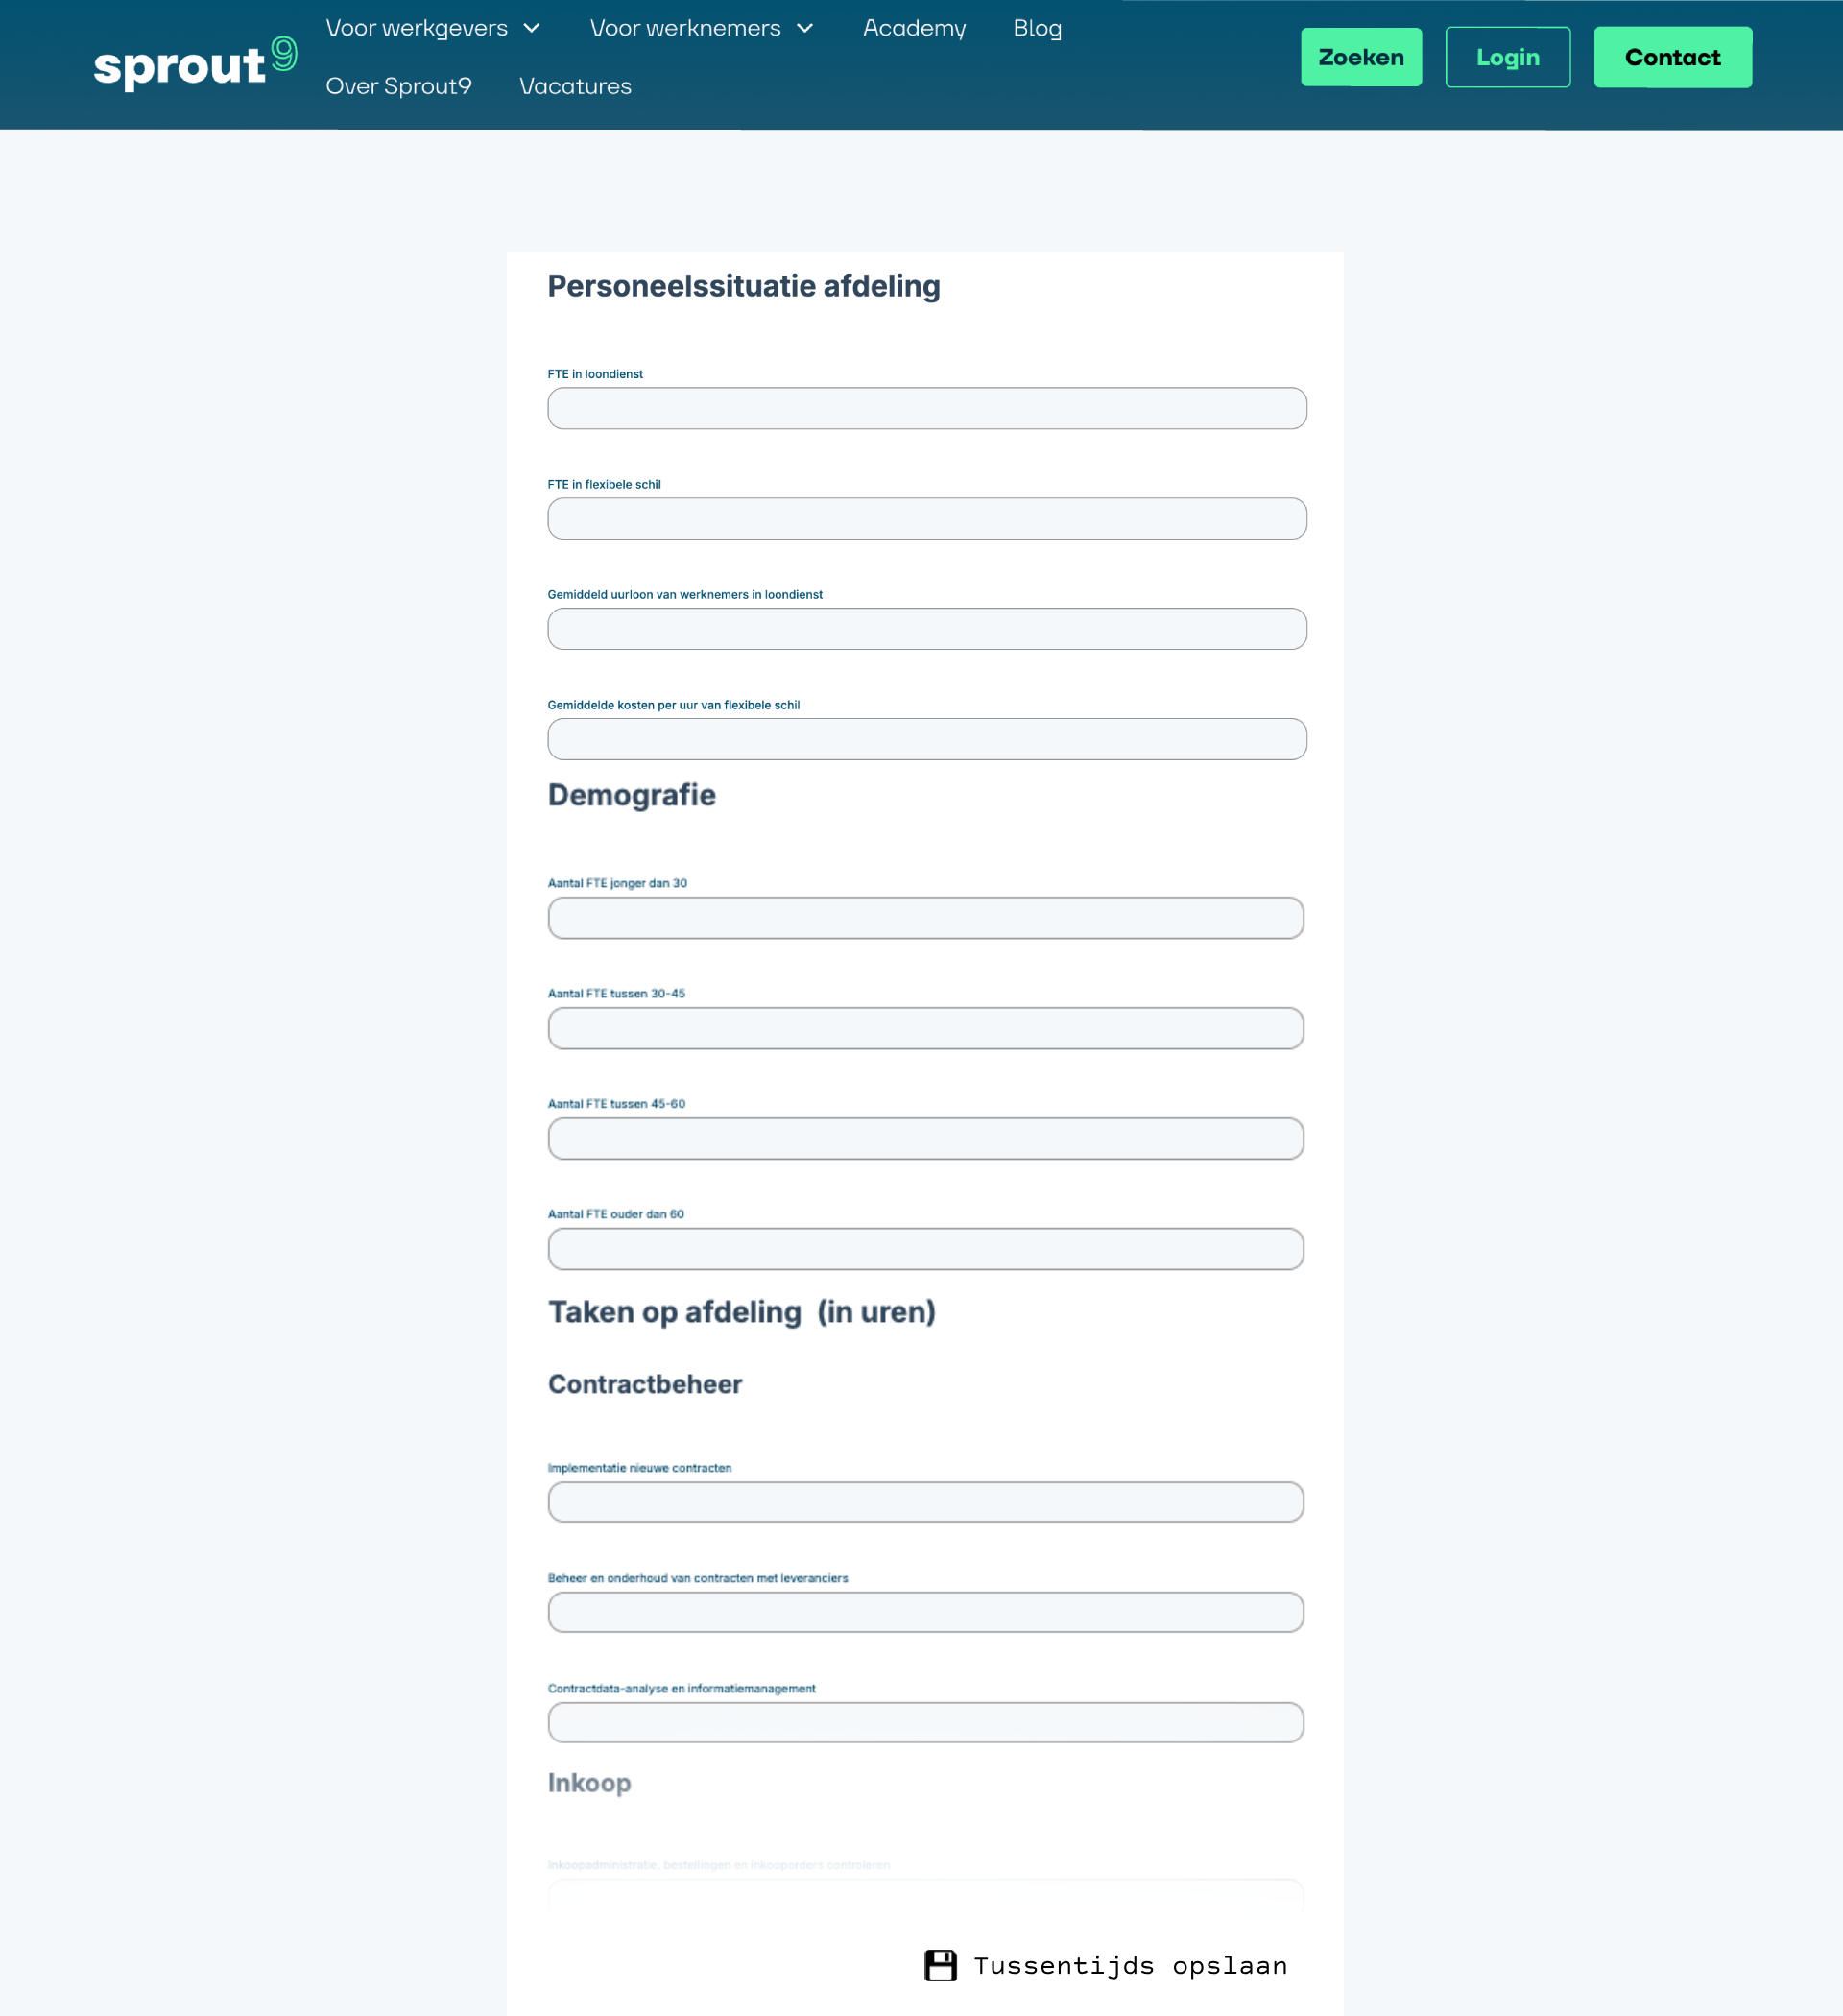 sprout9
Voor werkgevers
Voor werknemers
Academy
Blog
Over Sprout9
Vacatures
Zoeken
Login
Contact
Personeelssituatie afdeling
FTE in loondienst
FTE in flexibele schil
Gemiddeld uurloon van werknemers in loondienst
Gemiddelde kosten per uur van flexibele schil
Demografie
Aantal FTE jonger dan 30
Aantal FTE tussen 30-45
Aantal FTE tussen 45-60
Aantal FTE ouder dan 60
Taken op afdeling (in uren)
Contractbeheer
Implementatie nieuwe contracten
Beheer en onderhoud van contracten met leveranciers
Contractdata-analyse en informatiemanagement
Inkoop
Inkoopadministratie, bestellingen en inkooporders controleren
Tussentijds opslaan